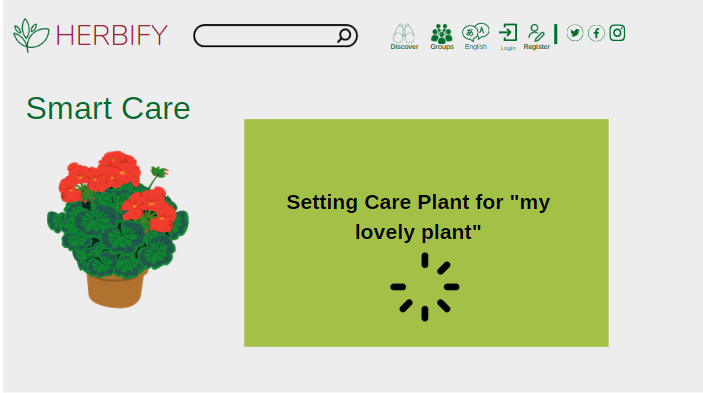 HERBIFY
Discover
Groups
English
Login
Register
Smart Care
Setting Care Plant for "my
lovely plant"